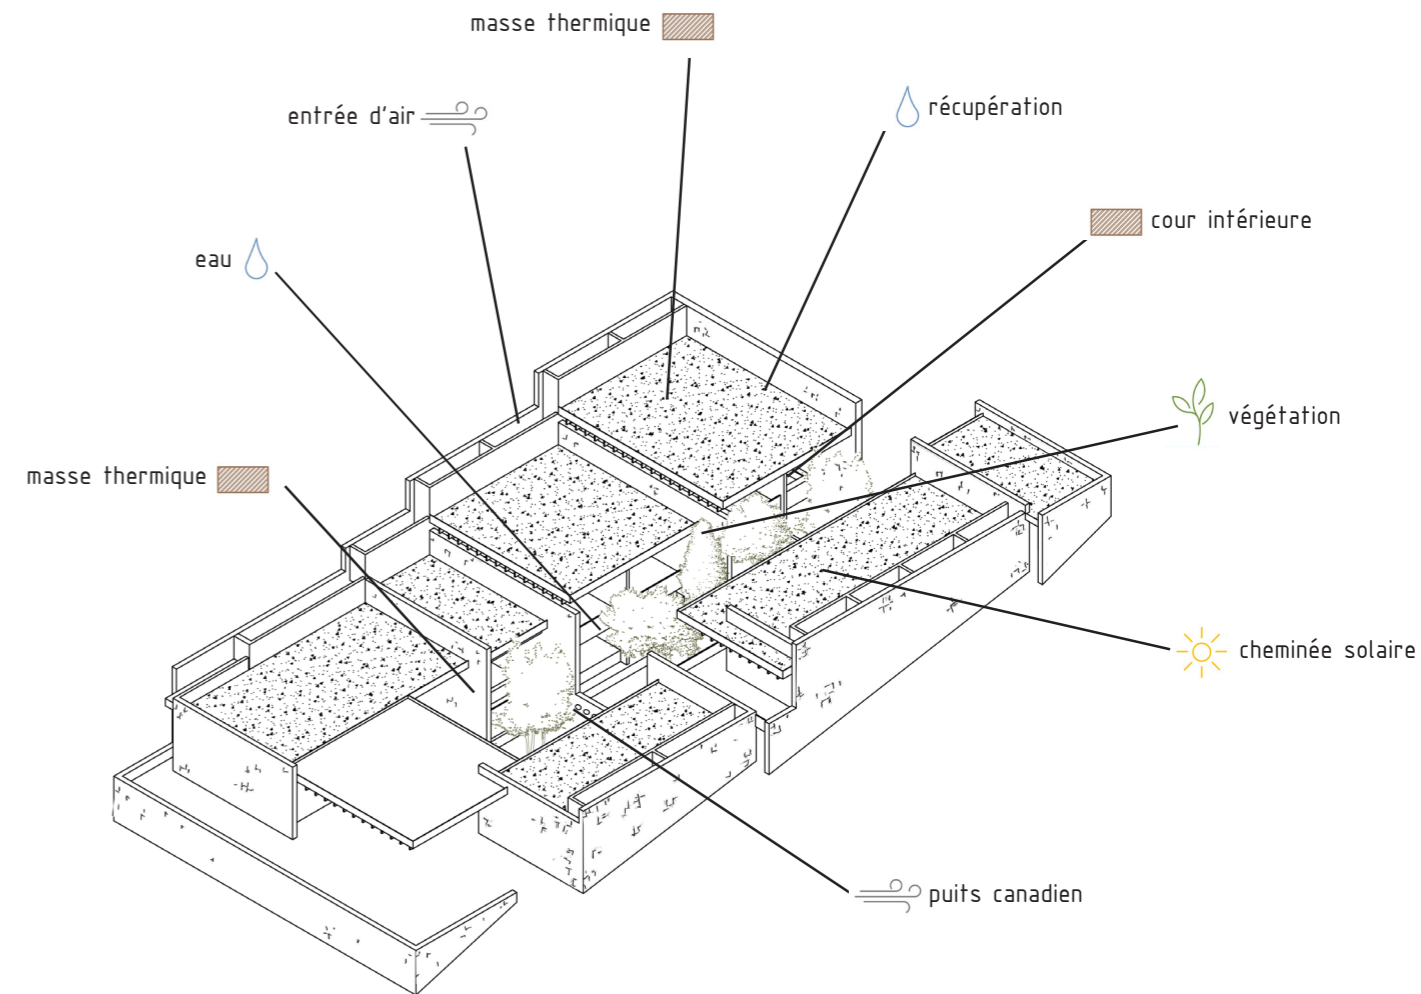 masse thermique
entrée d'air
récupération
cour intérieure
eau
végétation
masse thermique
cheminée solaire
puits canadien